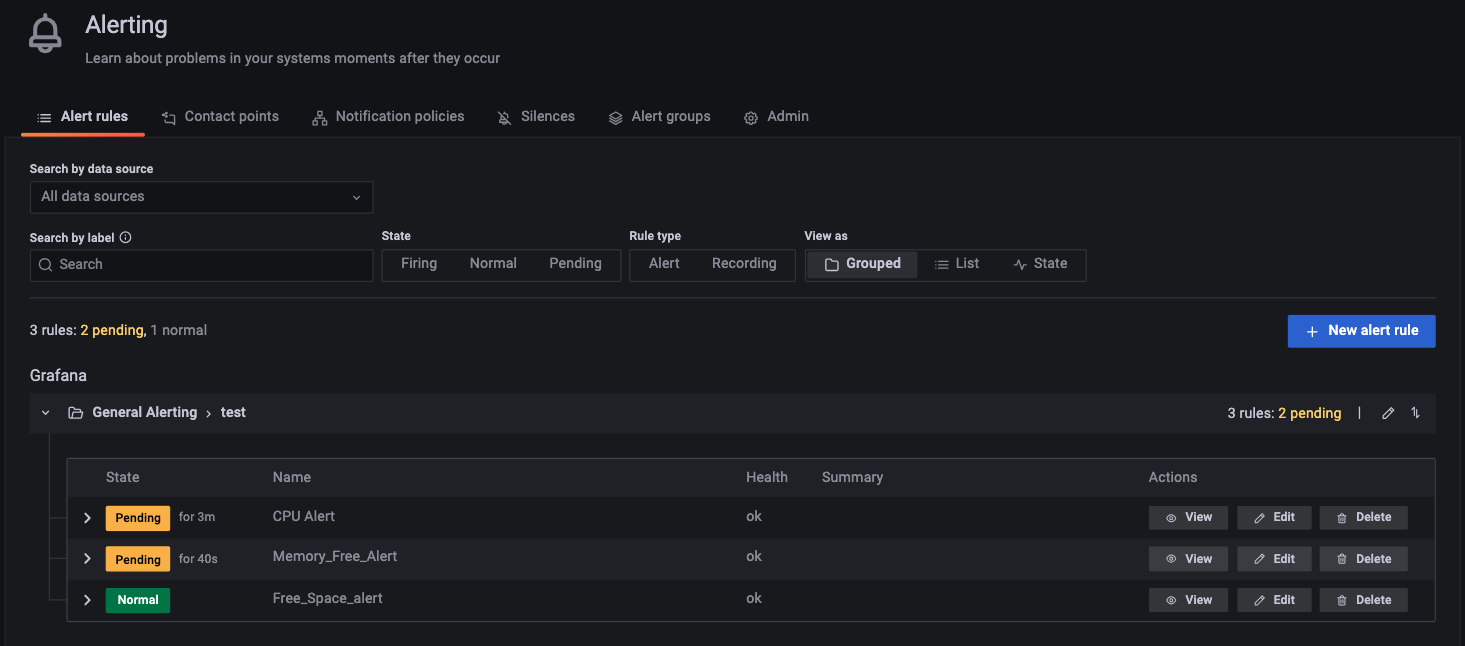 Alerting
Learn about problems in your systems moments after they occur
Alert rules Contact points Notification policies Silences Alert groups Admin
Search by data source
All data sources
Search by label State Rule type View as
Search Firing Normal Pending Alert Recording Grouped List State
3 rules: 2 pending, 1 normal + New alert rule
Grafana
General Alerting › test 3 rules: 2 pending |
State Name Health Summary Actions
Pending for 3m CPU Alert ok View Edit Delete
Pending for 40s Memory_Free_Alert ok View Edit Delete
Normal Free_Space_alert ok View Edit Delete